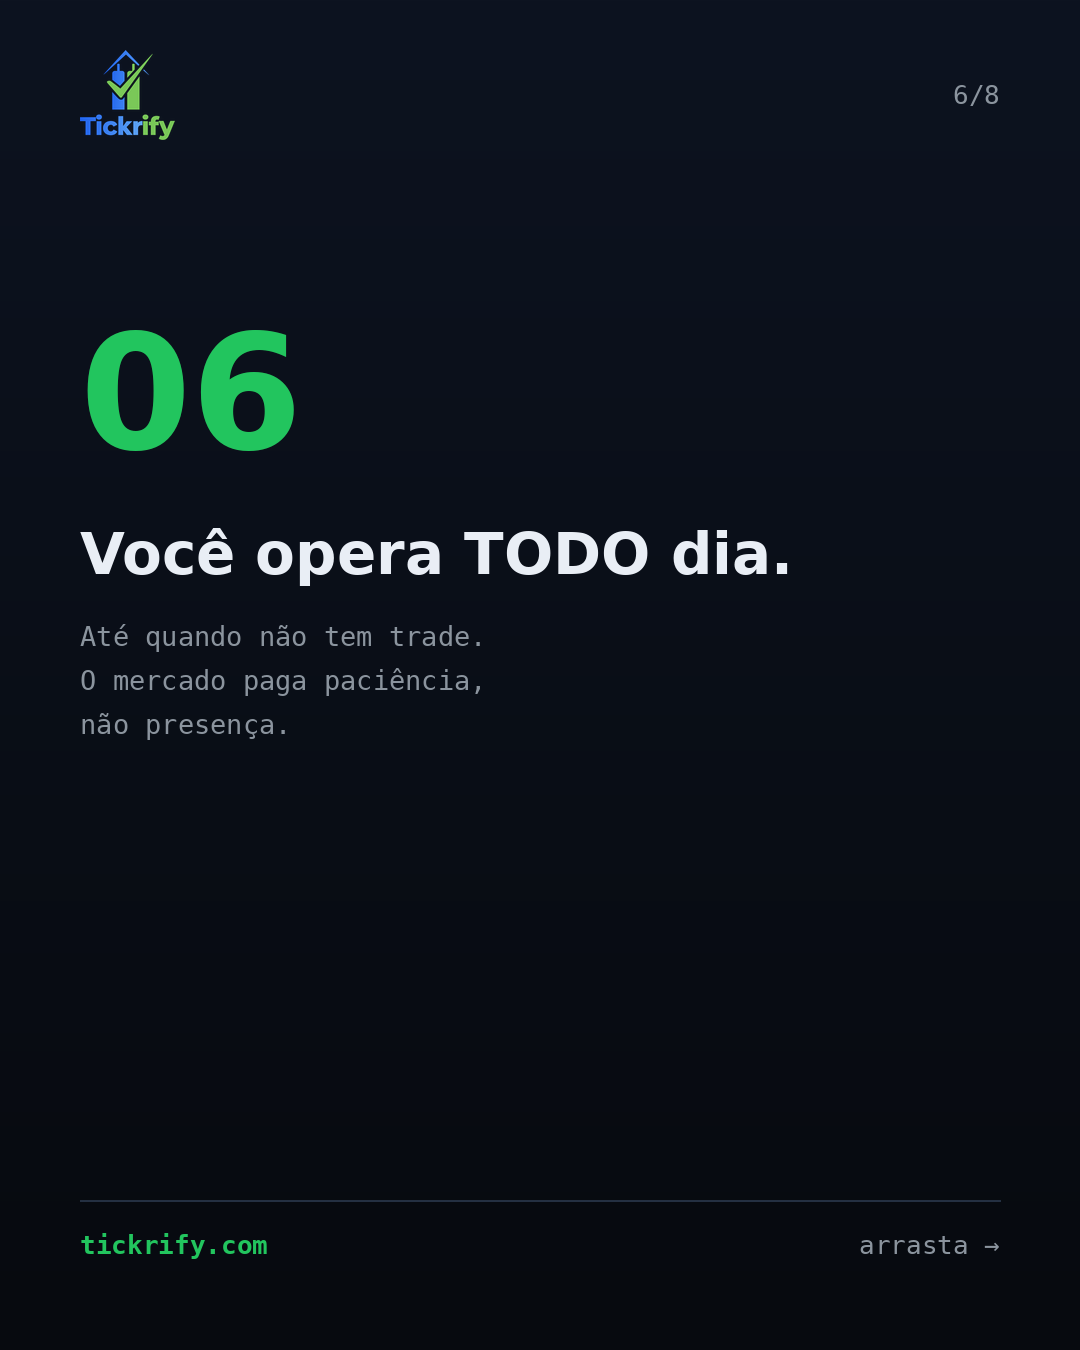 Tickrify
6/8
06
Você opera TODO dia.
Até quando não tem trade.
O mercado paga paciência,
não presença.
tickrify.com
arrasta →